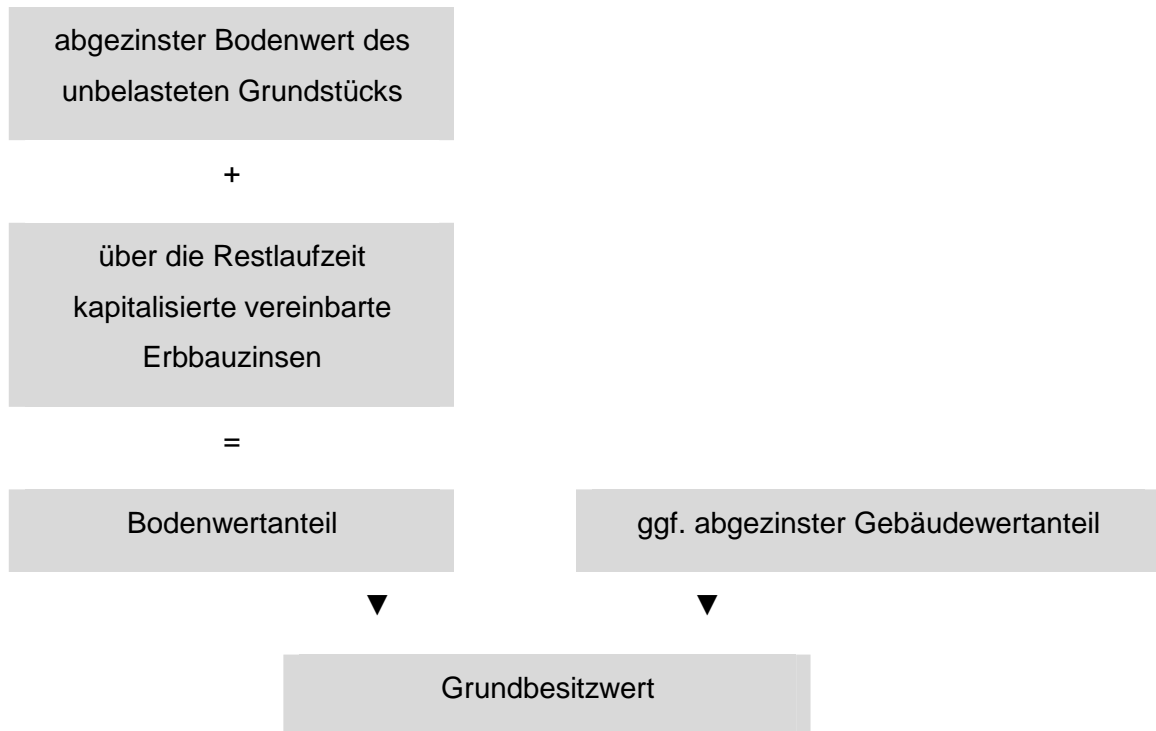 abgezinster Bodenwert des
unbelasteten Grundstücks
+
über die Restlaufzeit
kapitalisierte vereinbarte
Erbbauzinsen
=
Bodenwertanteil
ggf. abgezinster Gebäudewertanteil
▼ ▼
Grundbesitzwert